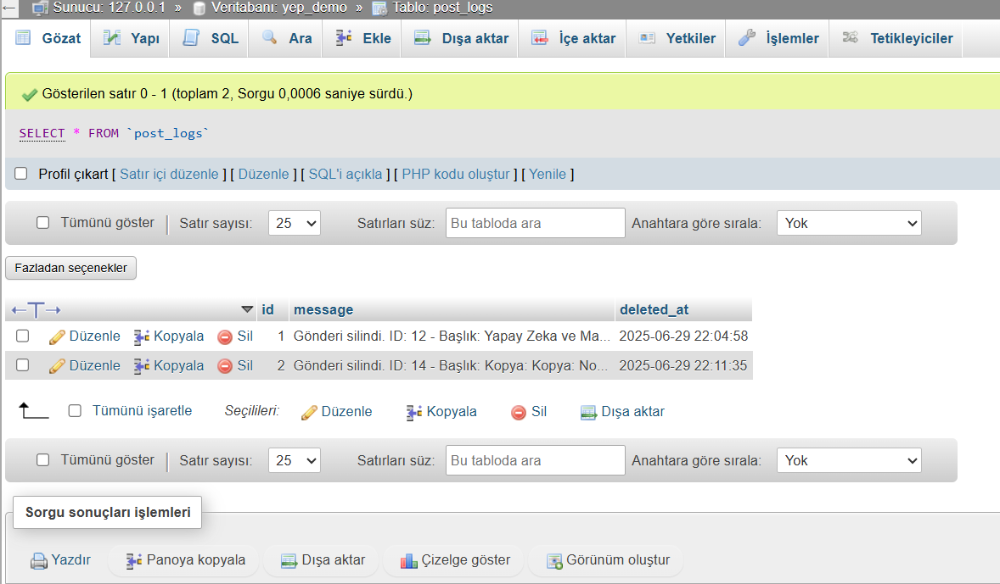 Sunucu: 127.0.0.1 » Veritabanı: yep_demo » Tablo: post_logs
Gözat Yapı SQL Ara Ekle Dışa aktar İçe aktar Yetkiler İşlemler Tetikleyiciler
Gösterilen satır 0 - 1 (toplam 2, Sorgu 0,0006 saniye sürdü.)
SELECT * FROM `post_logs`
Profil çıkart [ Satır içi düzenle ] [ Düzenle ] [ SQL'i açıkla ] [ PHP kodu oluştur ] [ Yenile ]
Tümünü göster Satır sayısı: 25 Satırları süz: Bu tabloda ara Anahtara göre sırala: Yok
Fazladan seçenekler
←T→ id message deleted_at
Düzenle Kopyala Sil 1 Gönderi silindi. ID: 12 - Başlık: Yapay Zeka ve Ma... 2025-06-29 22:04:58
Düzenle Kopyala Sil 2 Gönderi silindi. ID: 14 - Başlık: Kopya: Kopya: No... 2025-06-29 22:11:35
Tümünü işaretle Seçilileri: Düzenle Kopyala Sil Dışa aktar
Tümünü göster Satır sayısı: 25 Satırları süz: Bu tabloda ara Anahtara göre sırala: Yok
Sorgu sonuçları işlemleri
Yazdır Panoya kopyala Dışa aktar Çizelge göster Görünüm oluştur